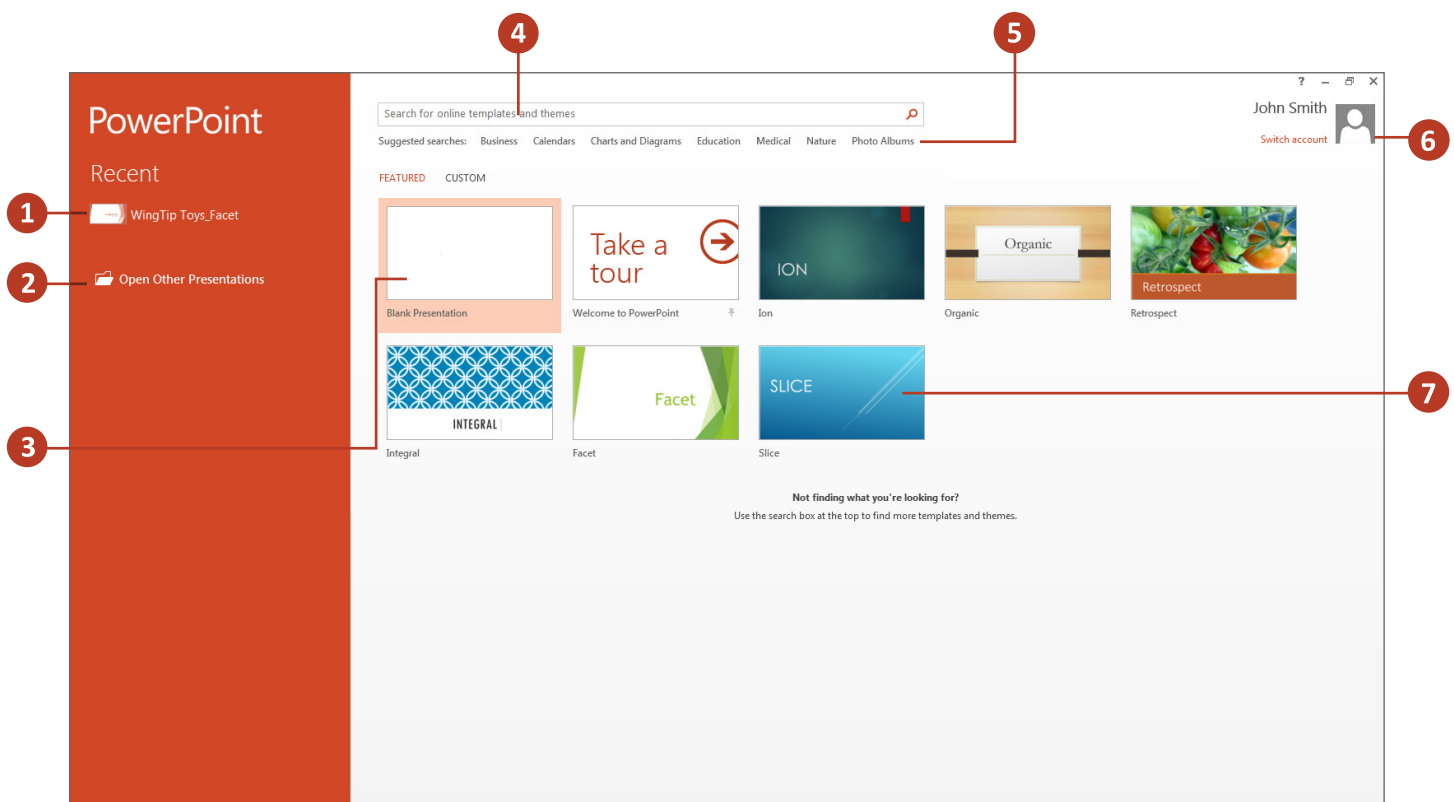 4
5
?
PowerPoint
Search for online templates and themes
John Smith
Suggested searches: Business Calendars Charts and Diagrams Education Medical Nature Photo Albums
Switch account
6
Recent
FEATURED CUSTOM
1
WingTip Toys_Facet
2
Open Other Presentations
Take a
tour
ION
Organic
Retrospect
Blank Presentation
Welcome to PowerPoint
Ion
Organic
Retrospect
INTEGRAL
Facet
SLICE
7
3
Integral
Facet
Slice
Not finding what you're looking for?
Use the search box at the top to find more templates and themes.